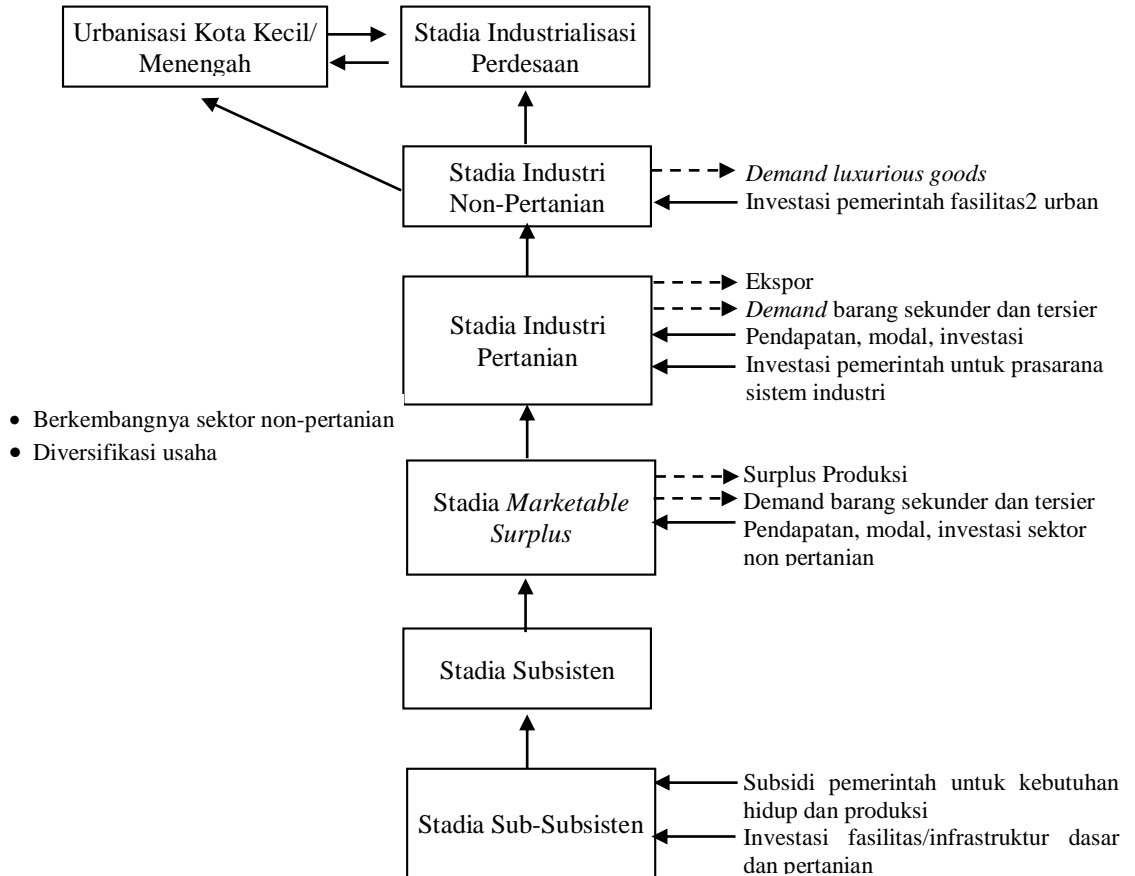 Urbanisasi Kota Kecil/
Menengah
Stadia Industrialisasi
Perdesaan
Stadia Industri
Non-Pertanian
Demand luxurious goods
Investasi pemerintah fasilitas2 urban
Stadia Industri
Pertanian
Ekspor
Demand barang sekunder dan tersier
Pendapatan, modal, investasi
Investasi pemerintah untuk prasarana
sistem industri
• Berkembangnya sektor non-pertanian
• Diversifikasi usaha
Stadia Marketable
Surplus
Surplus Produksi
Demand barang sekunder dan tersier
Pendapatan, modal, investasi sektor
non pertanian
Stadia Subsisten
Stadia Sub-Subsisten
Subsidi pemerintah untuk kebutuhan
hidup dan produksi
Investasi fasilitas/infrastruktur dasar
dan pertanian